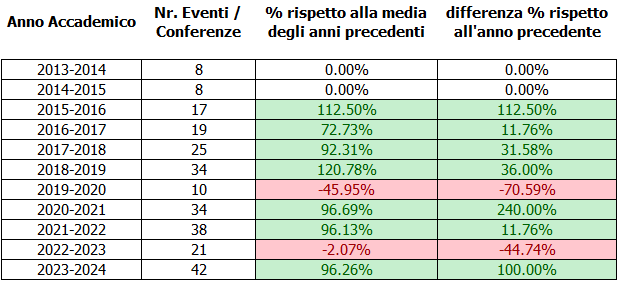 Anno Accademico Nr. Eventi / Conferenze % rispetto alla media degli anni precedenti differenza % rispetto all'anno precedente
2013-2014 8 0.00% 0.00%
2014-2015 8 0.00% 0.00%
2015-2016 17 112.50% 112.50%
2016-2017 19 72.73% 11.76%
2017-2018 25 92.31% 31.58%
2018-2019 34 120.78% 36.00%
2019-2020 10 -45.95% -70.59%
2020-2021 34 96.69% 240.00%
2021-2022 38 96.13% 11.76%
2022-2023 21 -2.07% -44.74%
2023-2024 42 96.26% 100.00%